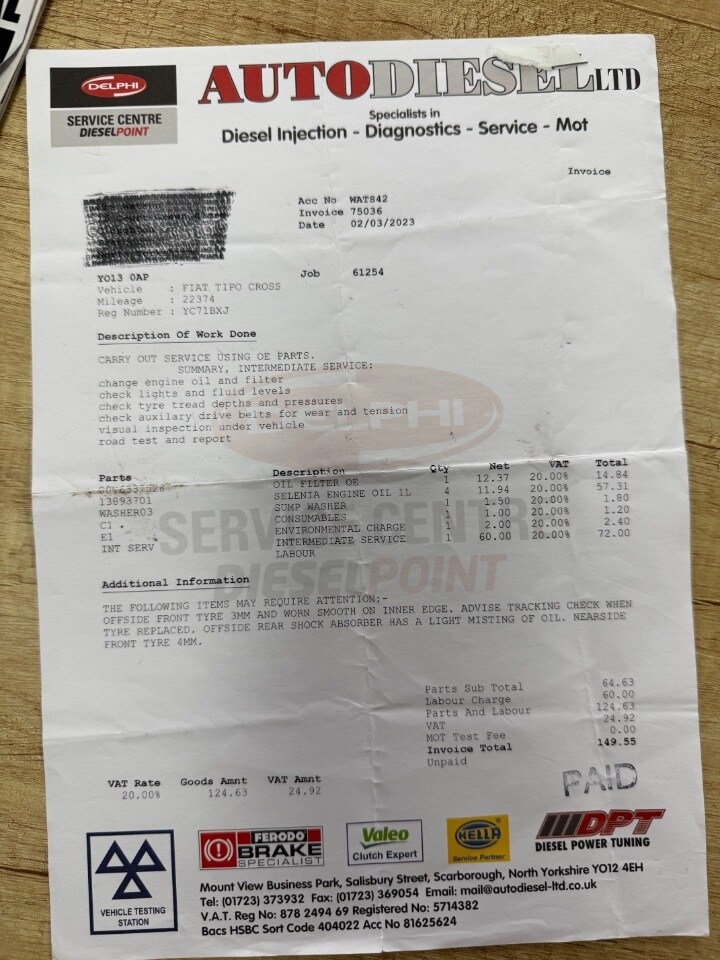 DELPHI
SERVICE CENTRE
DIESELPOINT
AUTODIESEL LTD
Specialists in
Diesel Injection - Diagnostics - Service - Mot
Invoice
Acc No WATS42
Invoice 75036
Date 02/03/2023
YO13 0AP
Job 61254
Vehicle : FIAT TIPO CROSS
Mileage : 22374
Reg Number : YC71BXJ
Description Of Work Done
CARRY OUT SERVICE USING OE PARTS.
SUMMARY, INTERMEDIATE SERVICE:
change engine oil and filter
check lights and fluid levels
check tyre tread depths and pressures
check auxilary drive belts for wear and tension
visual inspection under vehicle
road test and report
DELPHI
SERVICE CENTRE
DIESELPOINT
Parts Description Qty Net VAT Total
OIL FILTER OE 1 12.37 20.00% 14.84
13893701 SELENIA ENGINE OIL 1L 4 11.94 20.00% 57.31
WASHER03 SUMP WASHER 1 1.50 20.00% 1.80
C1 CONSUMABLES 1 1.00 20.00% 1.20
E1 ENVIRONMENTAL CHARGE 1 2.00 20.00% 2.40
INT SERV INTERMEDIATE SERVICE 1 60.00 20.00% 72.00
LABOUR
Additional Information
THE FOLLOWING ITEMS MAY REQUIRE ATTENTION;-
OFFSIDE FRONT TYRE 3MM AND WORN SMOOTH ON INNER EDGE. ADVISE TRACKING CHECK WHEN
TYRE REPLACED. OFFSIDE REAR SHOCK ABSORBER HAS A LIGHT MISTING OF OIL. NEARSIDE
FRONT TYRE 4MM.
Parts Sub Total 64.63
Labour Charge 60.00
Parts And Labour 124.63
VAT 24.92
MOT Test Fee 0.00
Invoice Total 149.55
Unpaid
PAID
VAT Rate Goods Amnt VAT Amnt
20.00% 124.63 24.92
VEHICLE TESTING
STATION
FERODO
BRAKE
SPECIALIST
Valeo
Clutch Expert
HELLA
Service Partner
DPT
DIESEL POWER TUNING
Mount View Business Park, Salisbury Street, Scarborough, North Yorkshire YO12 4EH
Tel: (01723) 373932 Fax: (01723) 369054 Email: mail@autodiesel-ltd.co.uk
V.A.T. Reg No: 878 2494 69 Registered No: 5714382
Bacs HSBC Sort Code 404022 Acc No 81625624